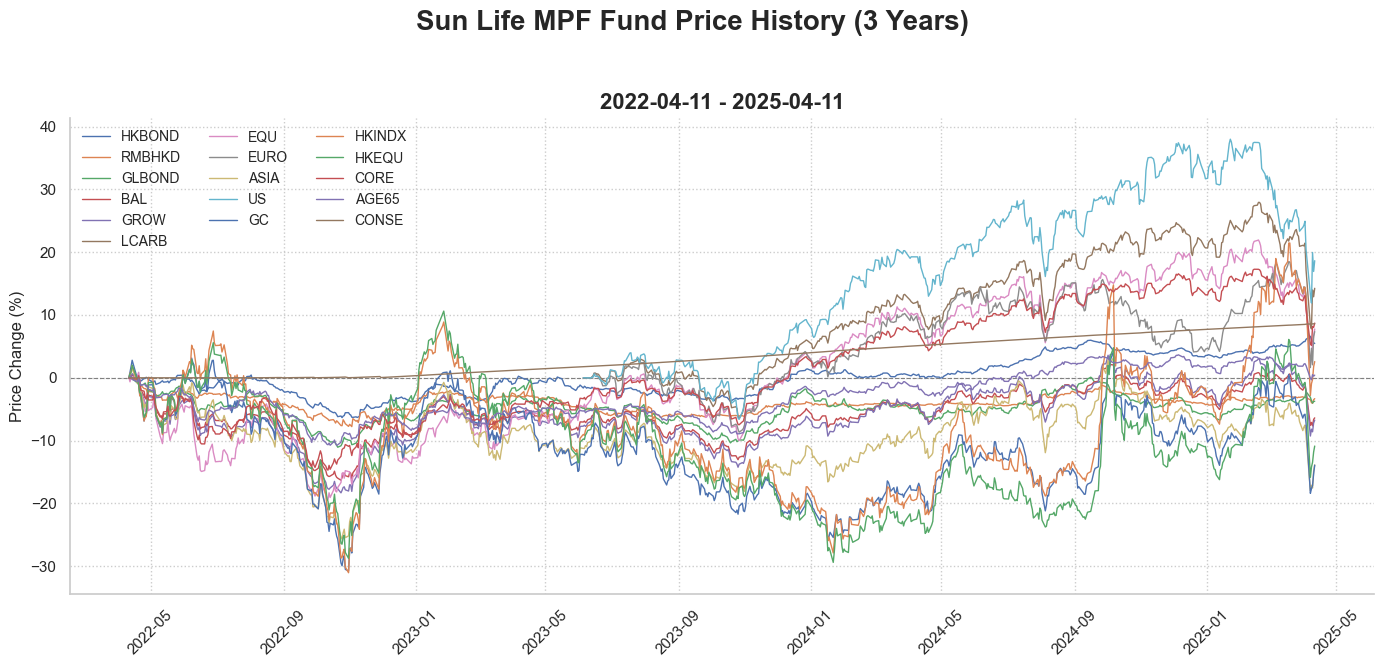 Sun Life MPF Fund Price History (3 Years)
2022-04-11 - 2025-04-11
Price Change (%)
40
30
20
10
0
−10
−20
−30
HKBOND
RMBHKD
GLBOND
BAL
GROW
LCARB
EQU
EURO
ASIA
US
GC
HKINDX
HKEQU
CORE
AGE65
CONSE
2022-05
2022-09
2023-01
2023-05
2023-09
2024-01
2024-05
2024-09
2025-01
2025-05